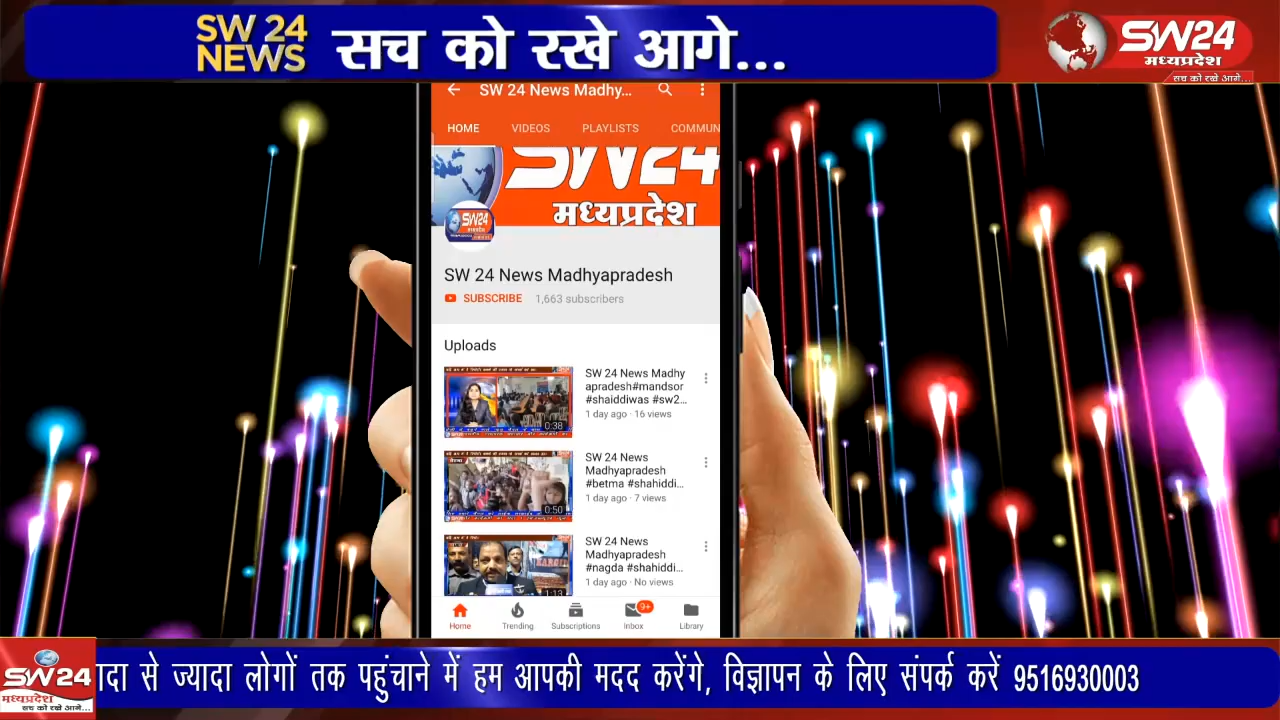 SW 24
NEWS
सच को रखे आगे...
SW24
मध्यप्रदेश
सच को रखे आगे...
SW 24 News Madhy...
HOME VIDEOS PLAYLISTS COMMUN
SW24
मध्यप्रदेश
SW24
SW 24 News Madhyapradesh
SUBSCRIBE 1,663 subscribers
Uploads
SW 24 News Madhy
apradesh#mandsor
#shaiddiwas #sw2...
1 day ago · 16 views
0:38
SW 24 News
Madhyapradesh
#betma #shahiddi...
1 day ago · 7 views
0:50
SW 24 News
Madhyapradesh
#nagda #shahiddi...
1 day ago · No views
1:13
9+
Home Trending Subscriptions Inbox Library
SW24
मध्यप्रदेश
सच को रखे आगे...
ादा से ज्यादा लोगों तक पहुंचाने में हम आपकी मदद करेंगे, विज्ञापन के लिए संपर्क करें 9516930003